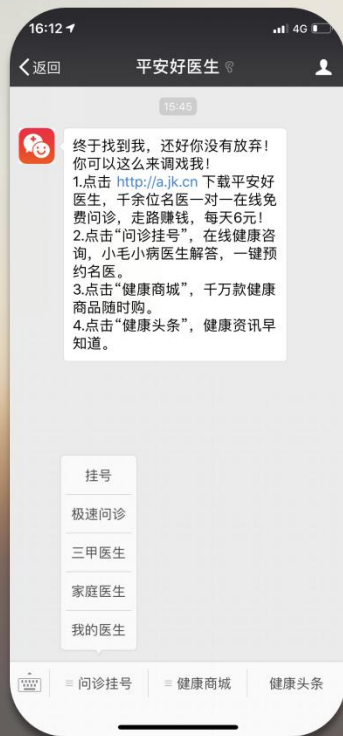 16:12
4G
返回
平安好医生
15:45
终于找到我，还好你没有放弃！
你可以这么来调戏我！
1.点击 http://a.jk.cn 下载平安好
医生，千余位名医一对一在线免
费问诊，走路赚钱，每天6元！
2.点击“问诊挂号”，在线健康咨
询，小毛小病医生解答，一键预
约名医。
3.点击“健康商城”，千万款健康
商品随时购。
4.点击“健康头条”，健康资讯早
知道。
挂号
极速问诊
三甲医生
家庭医生
我的医生
问诊挂号
健康商城
健康头条